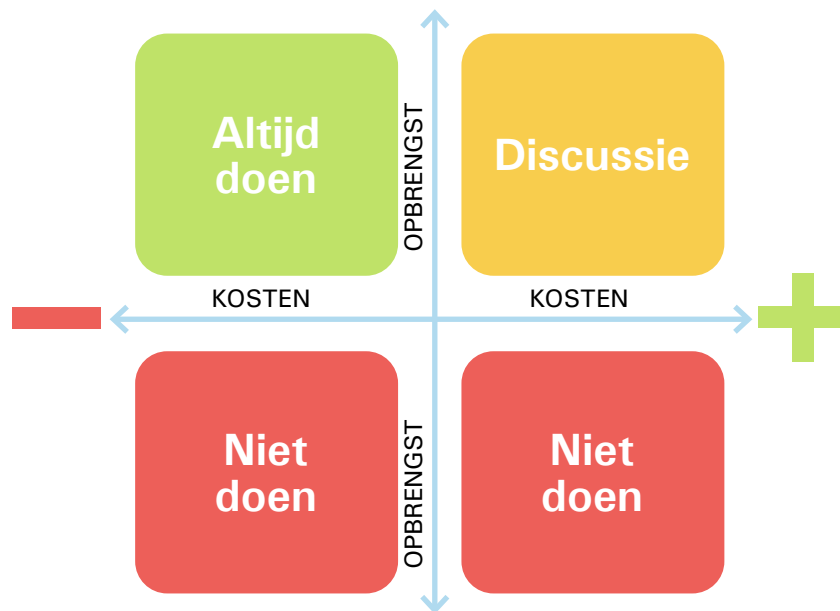 Altijd
doen
OPBRENGST
Discussie
KOSTEN
KOSTEN
Niet
doen
OPBRENGST
Niet
doen